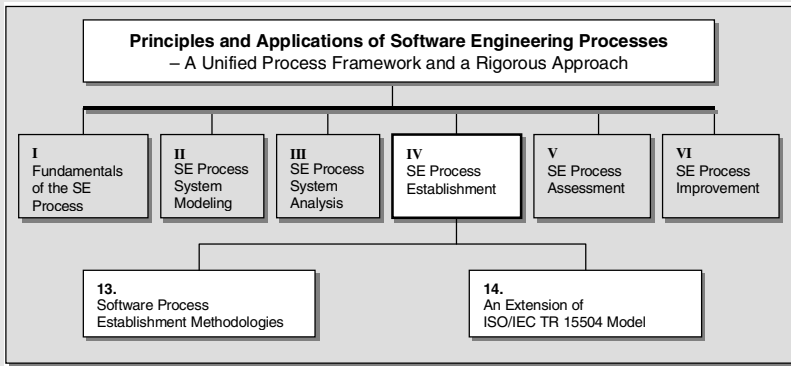 Principles and Applications of Software Engineering Processes
– A Unified Process Framework and a Rigorous Approach
I
Fundamentals
of the SE
Process
II
SE Process
System
Modeling
III
SE Process
System
Analysis
IV
SE Process
Establishment
V
SE Process
Assessment
VI
SE Process
Improvement
13.
Software Process
Establishment Methodologies
14.
An Extension of
ISO/IEC TR 15504 Model